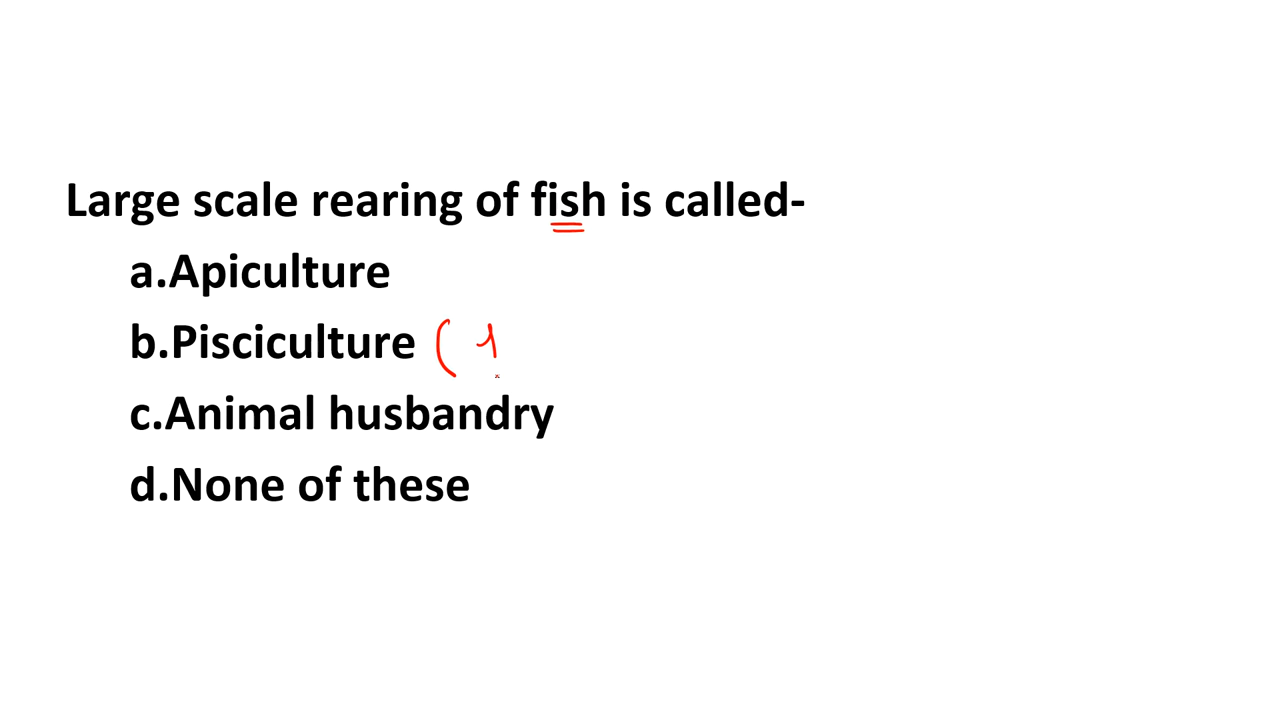 Large scale rearing of fish is called-
a.Apiculture
b.Pisciculture (
c.Animal husbandry
d.None of these